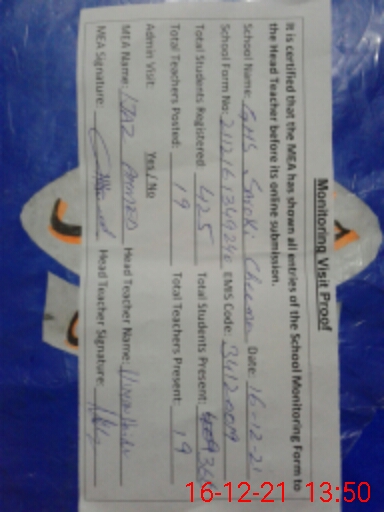 Monitoring Visit Proof
It is certified that the MEA has shown all entries of the School Monitoring Form to
the Head Teacher before its online submission.
School Name: GHS Cheema Date: 16-12-21
School Form No: EMIS Code:
Total Students Registered: 425 Total Students Present:
Total Teachers Posted: 19 Total Teachers Present: 19
Admin Visit: Yes / No
MEA Name: IJAZ AHMED Head Teacher Name:
MEA Signature: Head Teacher Signature:
16-12-21 13:50